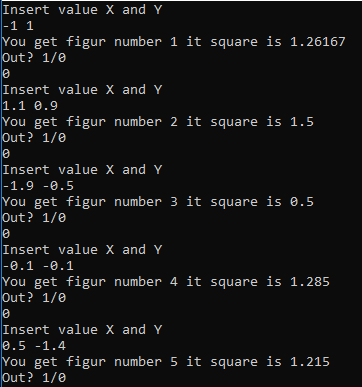 Insert value X and Y
-1 1
You get figur number 1 it square is 1.26167
Out? 1/0
0
Insert value X and Y
1.1 0.9
You get figur number 2 it square is 1.5
Out? 1/0
0
Insert value X and Y
-1.9 -0.5
You get figur number 3 it square is 0.5
Out? 1/0
0
Insert value X and Y
-0.1 -0.1
You get figur number 4 it square is 1.285
Out? 1/0
0
Insert value X and Y
0.5 -1.4
You get figur number 5 it square is 1.215
Out? 1/0